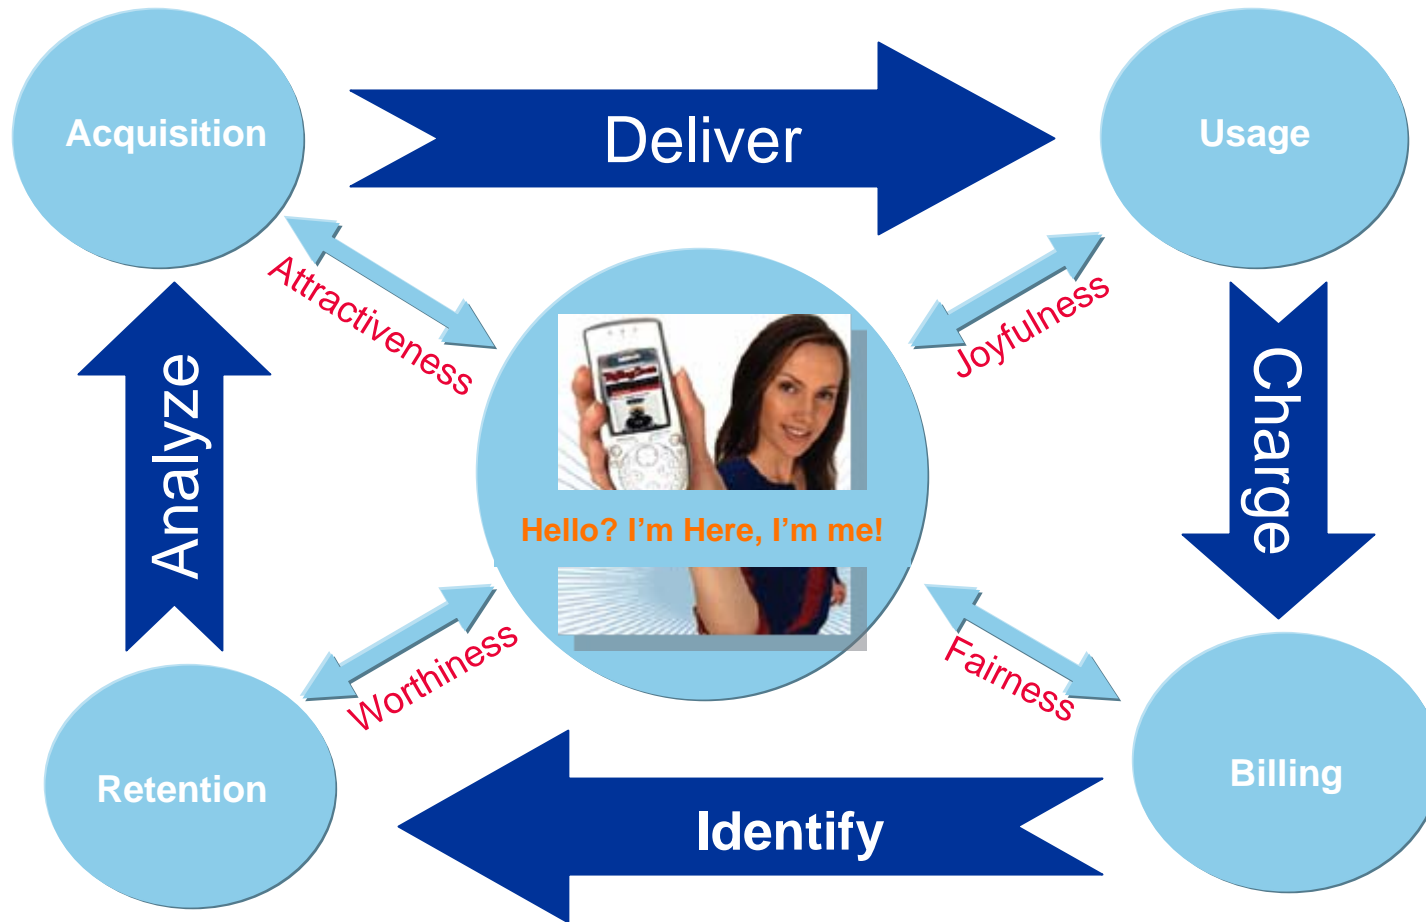 Acquisition
Deliver
Usage
Attractiveness
Joyfulness
Analyze
Charge
Hello? I'm Here, I'm me!
Worthiness
Fairness
Retention
Identify
Billing